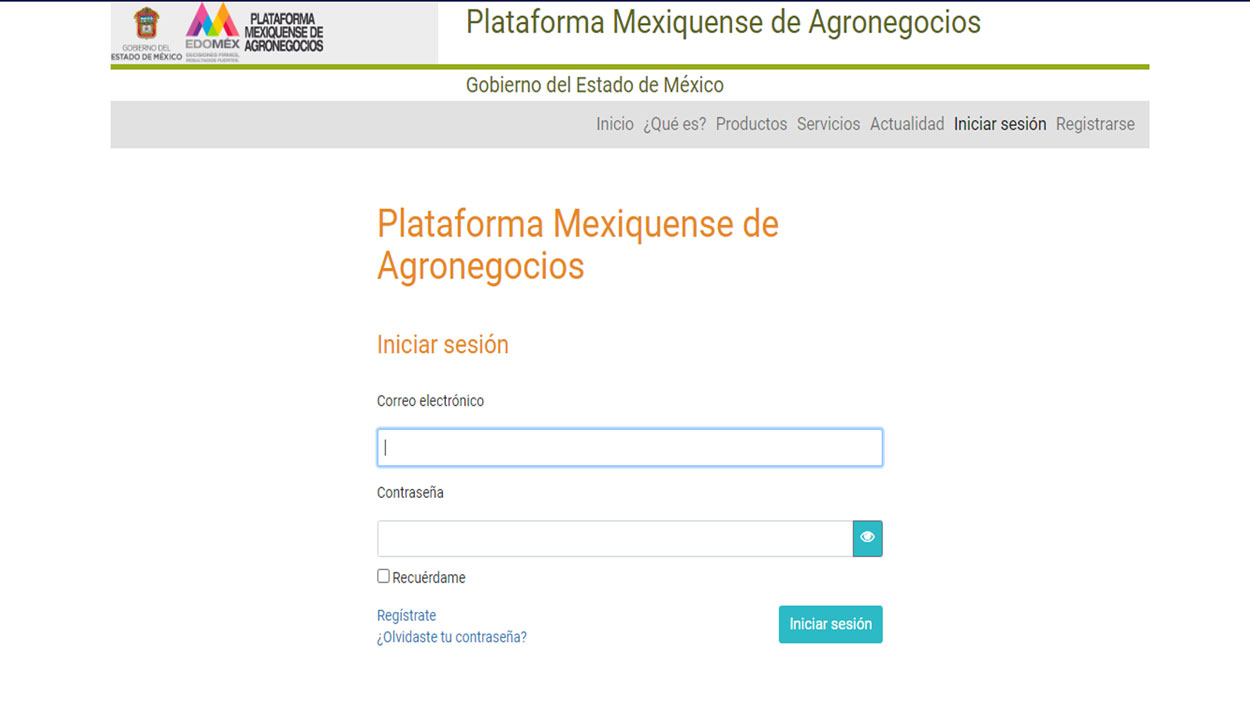 GOBIERNO DEL
ESTADO DE MÉXICO
EDOMÉX
DECISIONES FIRMES,
RESULTADOS FUERTES.
PLATAFORMA
MEXIQUENSE DE
AGRONEGOCIOS
Plataforma Mexiquense de Agronegocios
Gobierno del Estado de México
Inicio ¿Qué es? Productos Servicios Actualidad Iniciar sesión Registrarse
Plataforma Mexiquense de
Agronegocios
Iniciar sesión
Correo electrónico
Contraseña
Recuérdame
Regístrate
¿Olvidaste tu contraseña?
Iniciar sesión